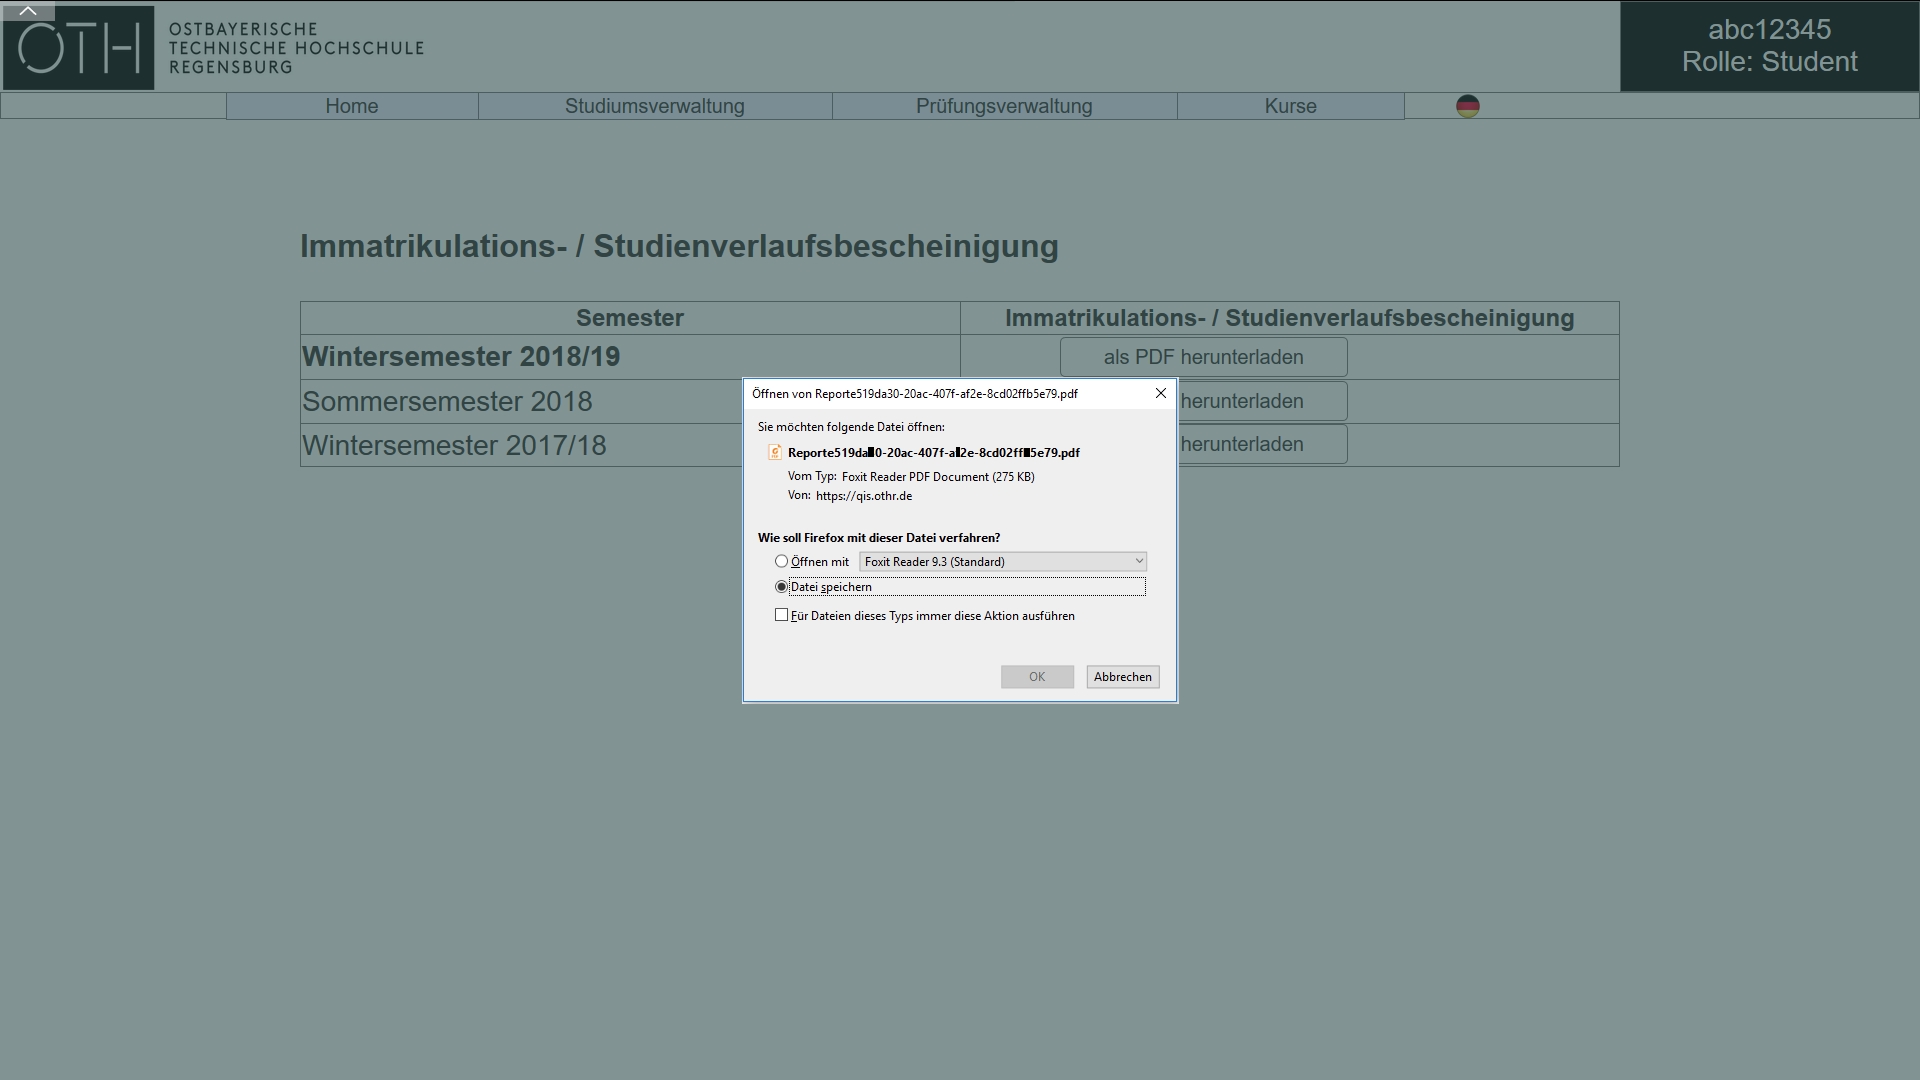 OTH
OSTBAYERISCHE
TECHNISCHE HOCHSCHULE
REGENSBURG
abc12345
Rolle: Student
Home
Studiumsverwaltung
Prüfungsverwaltung
Kurse
Immatrikulations- / Studienverlaufsbescheinigung
Semester
Immatrikulations- / Studienverlaufsbescheinigung
Wintersemester 2018/19
als PDF herunterladen
Sommersemester 2018
herunterladen
Wintersemester 2017/18
herunterladen
Öffnen von Reporte519da30-20ac-407f-af2e-8cd02ffb5e79.pdf
Sie möchten folgende Datei öffnen:
Reporte519da 0-20ac-407f-a 2e-8cd02ff 5e79.pdf
Vom Typ: Foxit Reader PDF Document (275 KB)
Von: https://qis.othr.de
Wie soll Firefox mit dieser Datei verfahren?
Öffnen mit Foxit Reader 9.3 (Standard)
Datei speichern
Für Dateien dieses Typs immer diese Aktion ausführen
OK
Abbrechen